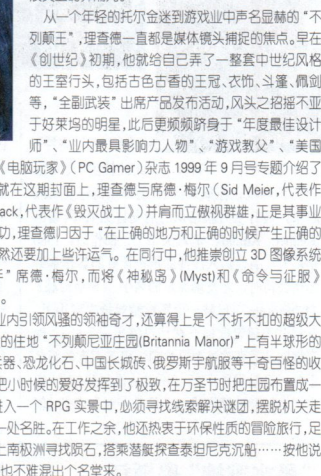 从一个年轻的托尔金迷到游戏业中声名显赫的“不
列颠王”，理查德一直都是媒体镜头捕捉的焦点。早在
《创世纪》初期，他就给自己弄了一整套中世纪风格
的王室行头，包括古色古香的王冠、衣饰、斗篷、佩剑
等，“全副武装”出席产品发布活动，风头之招摇不亚
于好莱坞的明星，此后更频频跻身于“年度最佳设计
师”、“业内最具影响力人物”、“游戏教父”、“美国
《电脑玩家》(PC Gamer)杂志1999年9月号专题介绍了
就在这期封面上，理查德与席德·梅尔(Sid Meier,代表作
ack,代表作《毁灭战士》)并肩而立傲视群雄，正是其事业
功，理查德归因于“在正确的地方和正确的时候产生正确的
然还要加上些许运气。在同行中，他推崇创立3D图像系统
”席德·梅尔，而将《神秘岛》(Myst)和《命令与征服》
。
业内引领风骚的领袖奇才，还算得上是个不折不扣的超级大
的住地“不列颠尼亚庄园(Britannia Manor)”上有半球形的
兵器、恐龙化石、中国长城砖、俄罗斯宇航服等千奇百怪的收
把小时候的爱好发挥到了极致，在万圣节时把庄园布置成一
进入一个RPG实景中，必须寻找线索解决谜团，摆脱机关走
一处名胜。在工作之余，他还热衷于环保性质的冒险旅行，足
上南极洲寻找陨石，搭乘潜艇探查泰坦尼克沉船……按他说
也不难混出个名堂来。